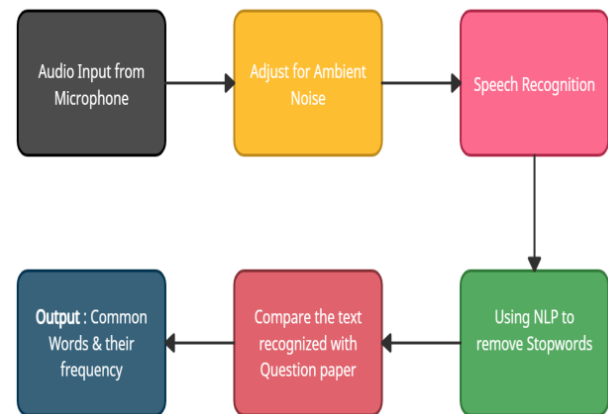 Audio Input from
Microphone
Adjust for Ambient
Noise
Speech Recognition
Using NLP to
remove Stopwords
Compare the text
recognized with
Question paper
Output : Common
Words & their
frequency